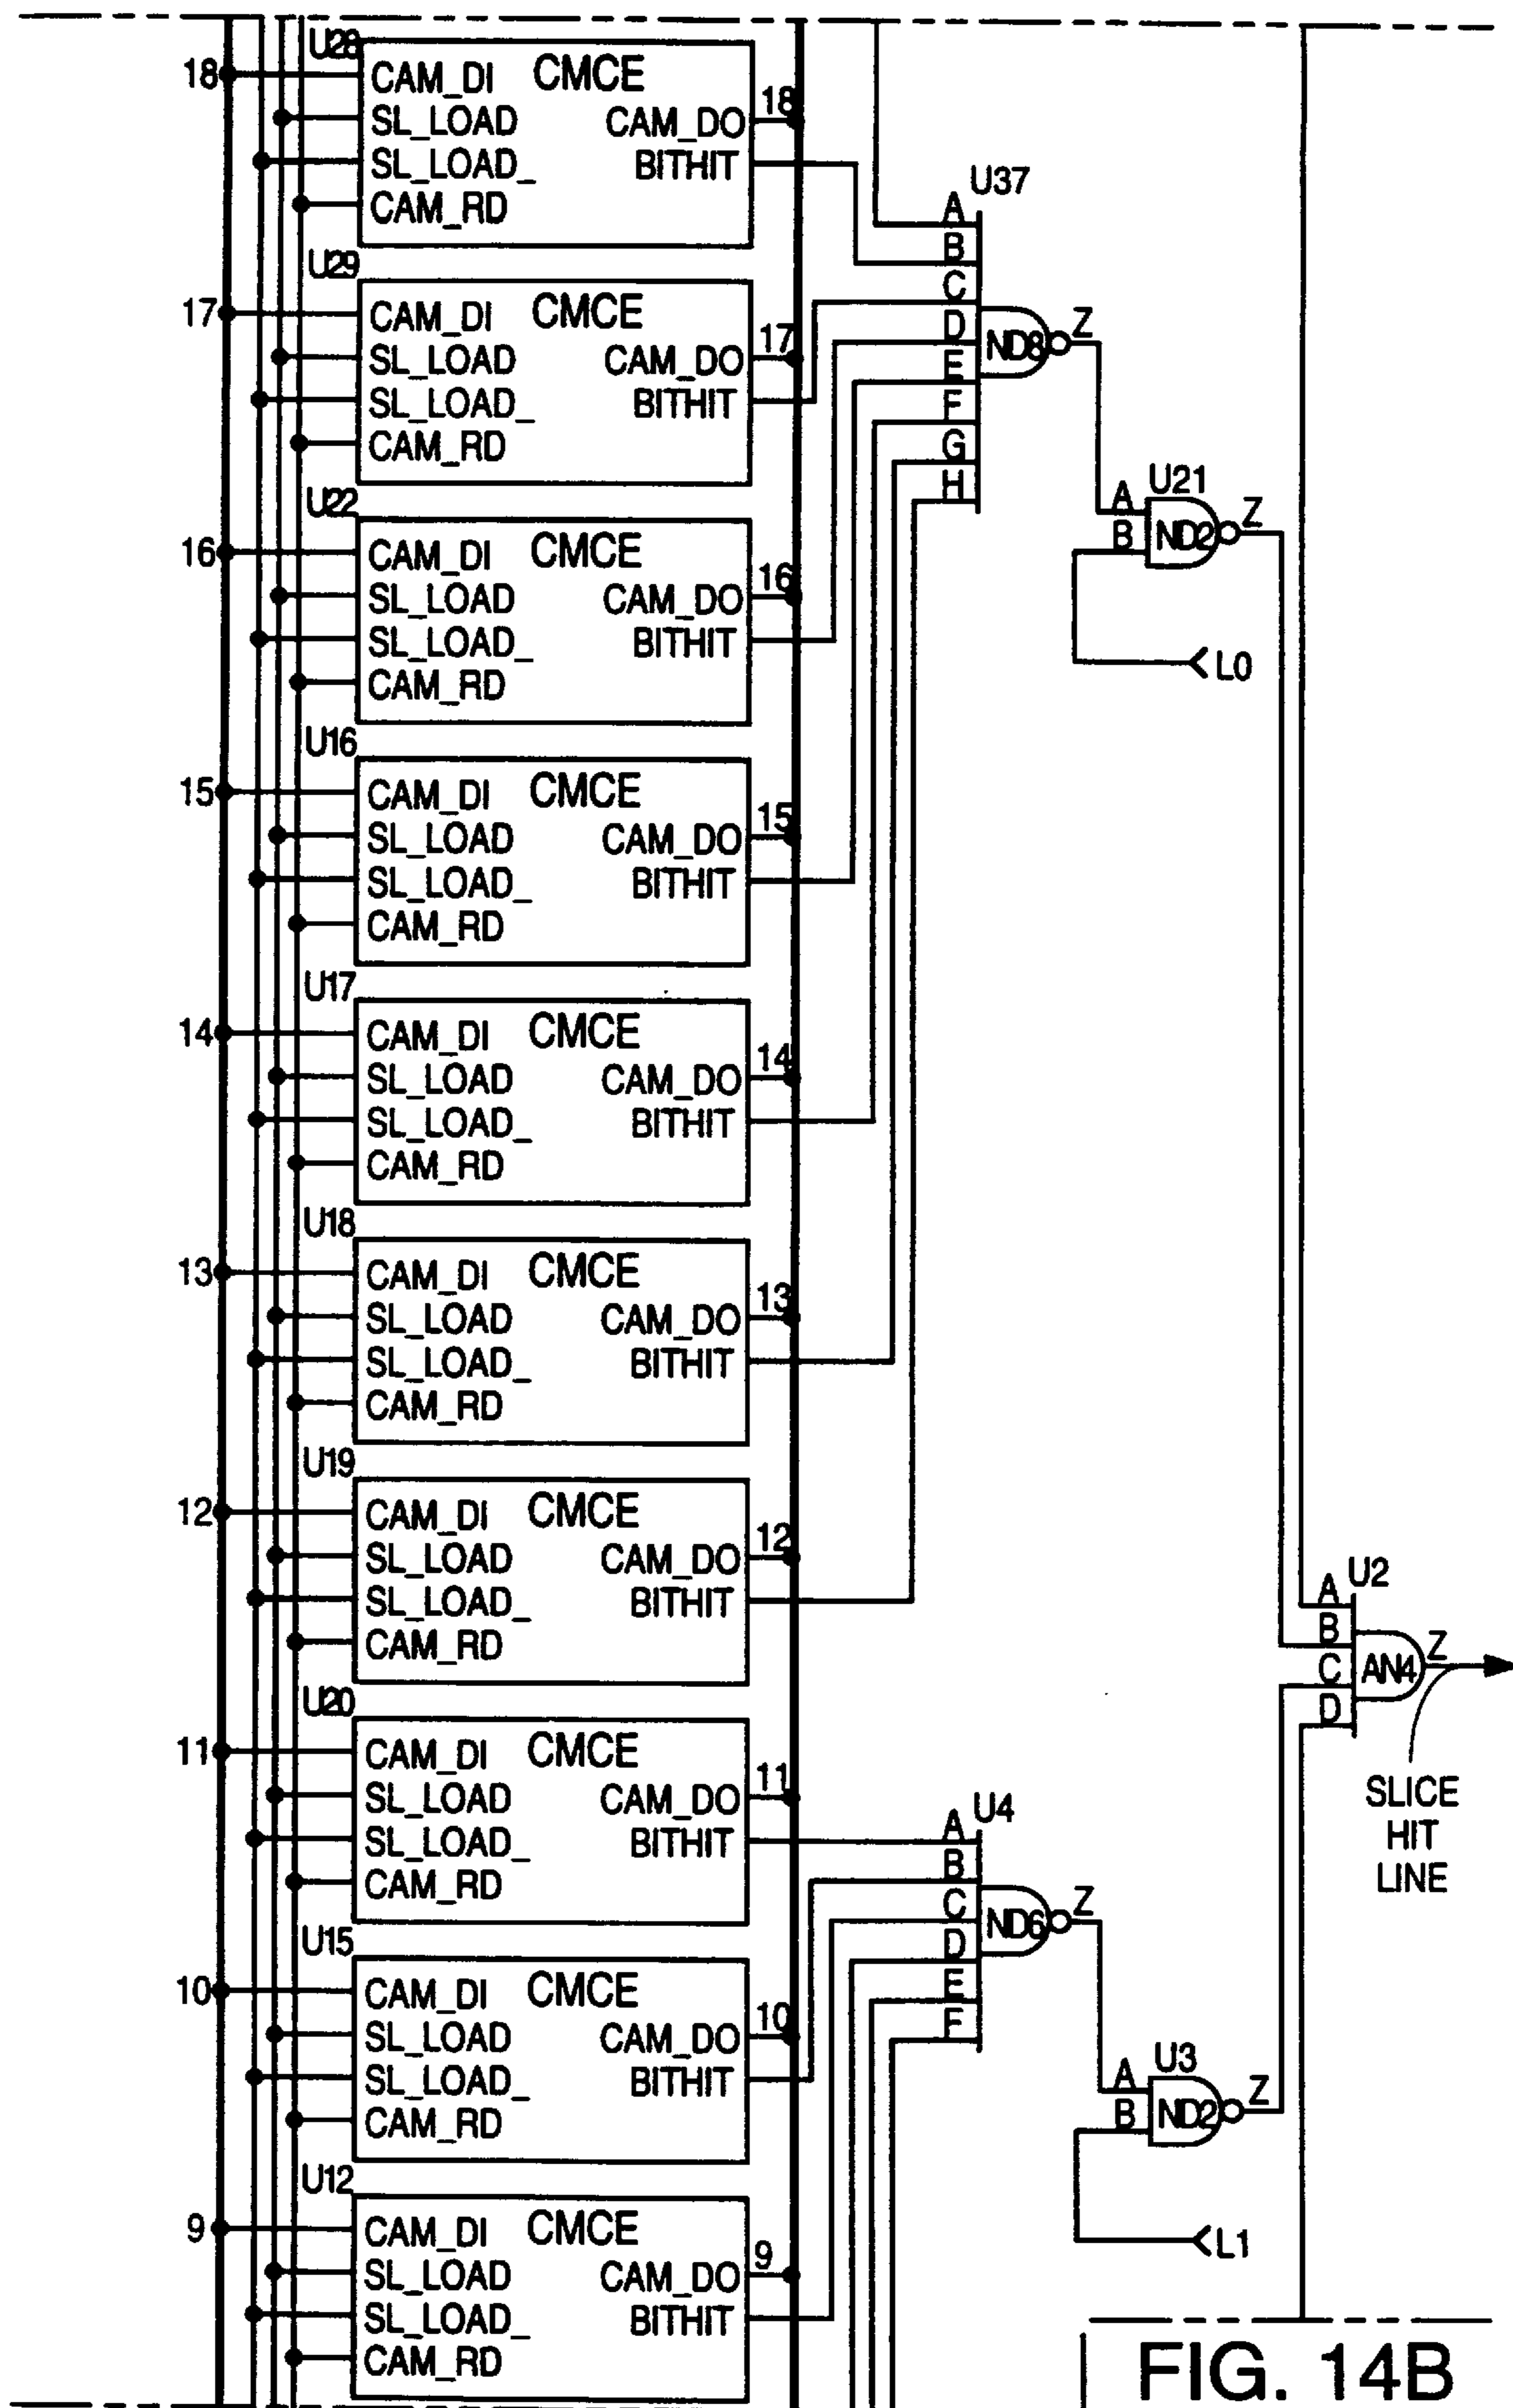 U28
18 CAM_DI CMCE
SL_LOAD CAM_DO 18
SL_LOAD_ BITHIT
CAM_RD
U29
17 CAM_DI CMCE
SL_LOAD CAM_DO 17
SL_LOAD_ BITHIT
CAM_RD
U22
16 CAM_DI CMCE
SL_LOAD CAM_DO 16
SL_LOAD_ BITHIT
CAM_RD
U16
15 CAM_DI CMCE
SL_LOAD CAM_DO 15
SL_LOAD_ BITHIT
CAM_RD
U17
14 CAM_DI CMCE
SL_LOAD CAM_DO 14
SL_LOAD_ BITHIT
CAM_RD
U18
13 CAM_DI CMCE
SL_LOAD CAM_DO 13
SL_LOAD_ BITHIT
CAM_RD
U19
12 CAM_DI CMCE
SL_LOAD CAM_DO 12
SL_LOAD_ BITHIT
CAM_RD
U20
11 CAM_DI CMCE
SL_LOAD CAM_DO 11
SL_LOAD_ BITHIT
CAM_RD
U15
10 CAM_DI CMCE
SL_LOAD CAM_DO 10
SL_LOAD_ BITHIT
CAM_RD
U12
9 CAM_DI CMCE
SL_LOAD CAM_DO 9
SL_LOAD_ BITHIT
CAM_RD
U37
A
B
C
D
E
F
G
H
ND8 Z
U21
A
B
ND2 Z
L0
U2
A
B
C
D
AN4 Z
SLICE
HIT
LINE
U4
A
B
C
D
E
F
ND6 Z
U3
A
B
ND2 Z
L1
FIG. 14B